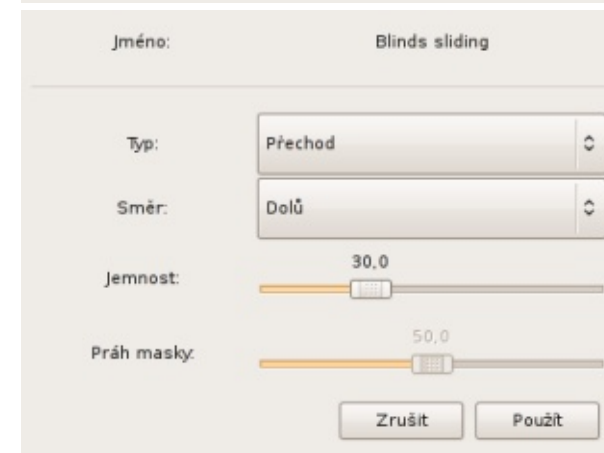 Jméno: Blinds sliding
Typ: Přechod
Směr: Dolů
30,0
Jemnost:
50,0
Práh masky:
Zrušit Použít